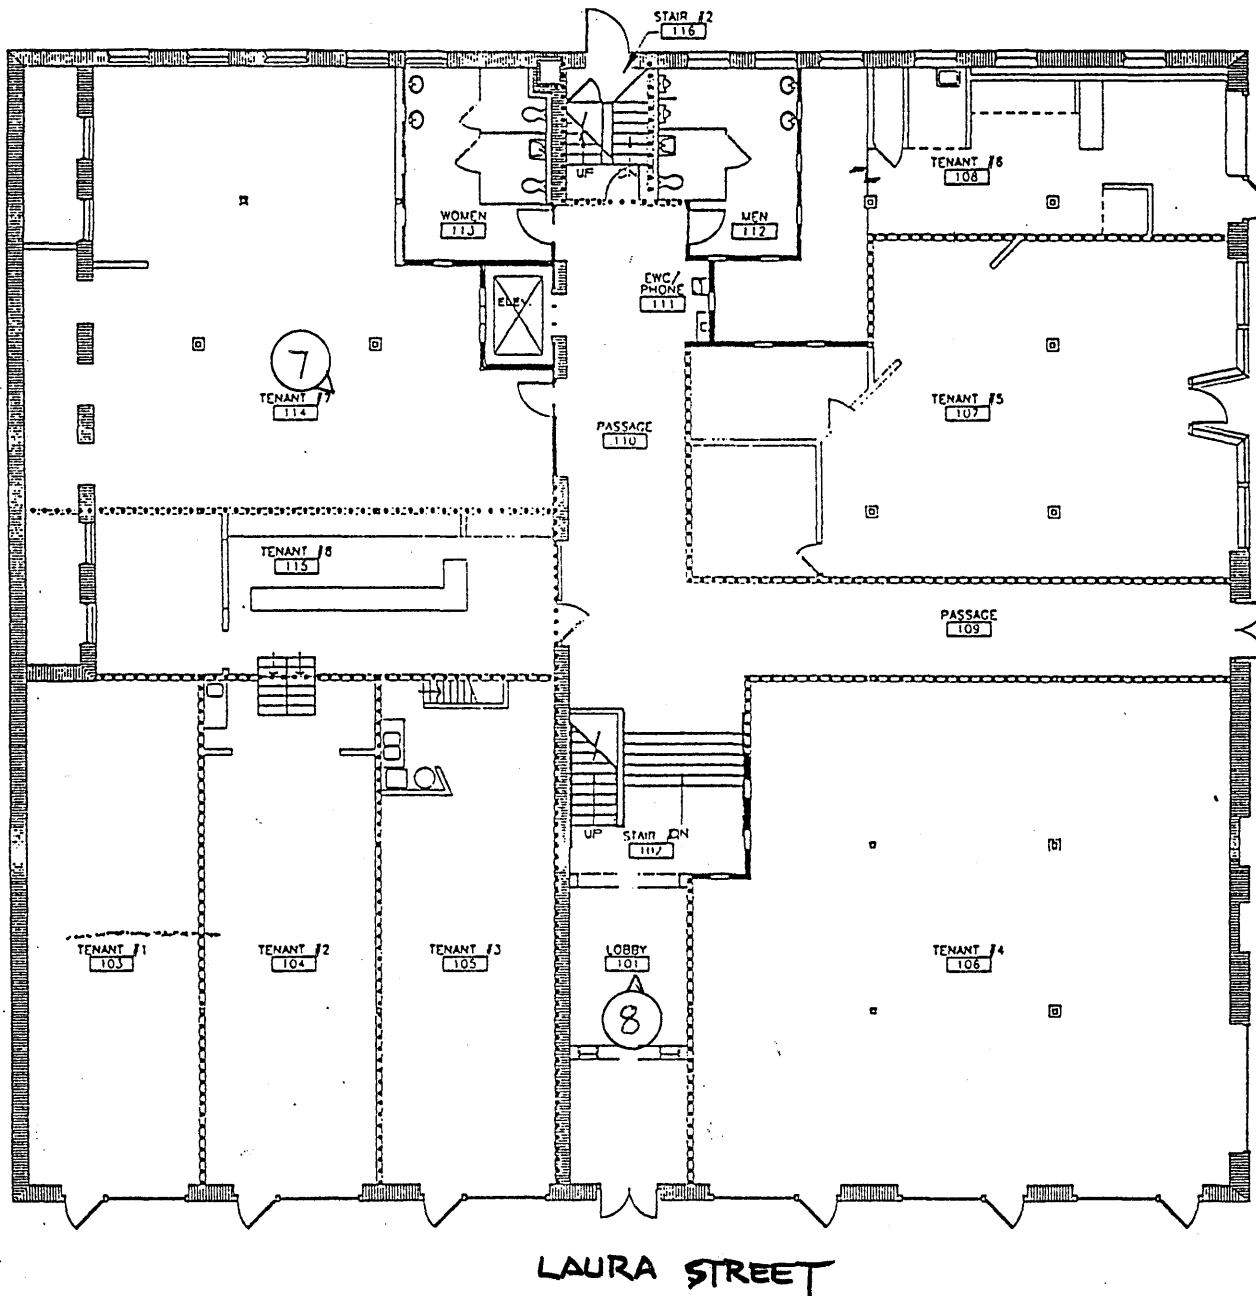 STAIR #2
116
TENANT #6
108
WOMEN
113
MEN
112
UP
DN
EWC/
PHONE
111
ELEV.
7
TENANT #7
114
PASSAGE
110
TENANT #5
107
TENANT #8
115
PASSAGE
109
UP
STAIR
DN
102
TENANT #1
103
TENANT #2
104
TENANT #3
105
LOBBY
101
TENANT #4
106
8
LAURA STREET